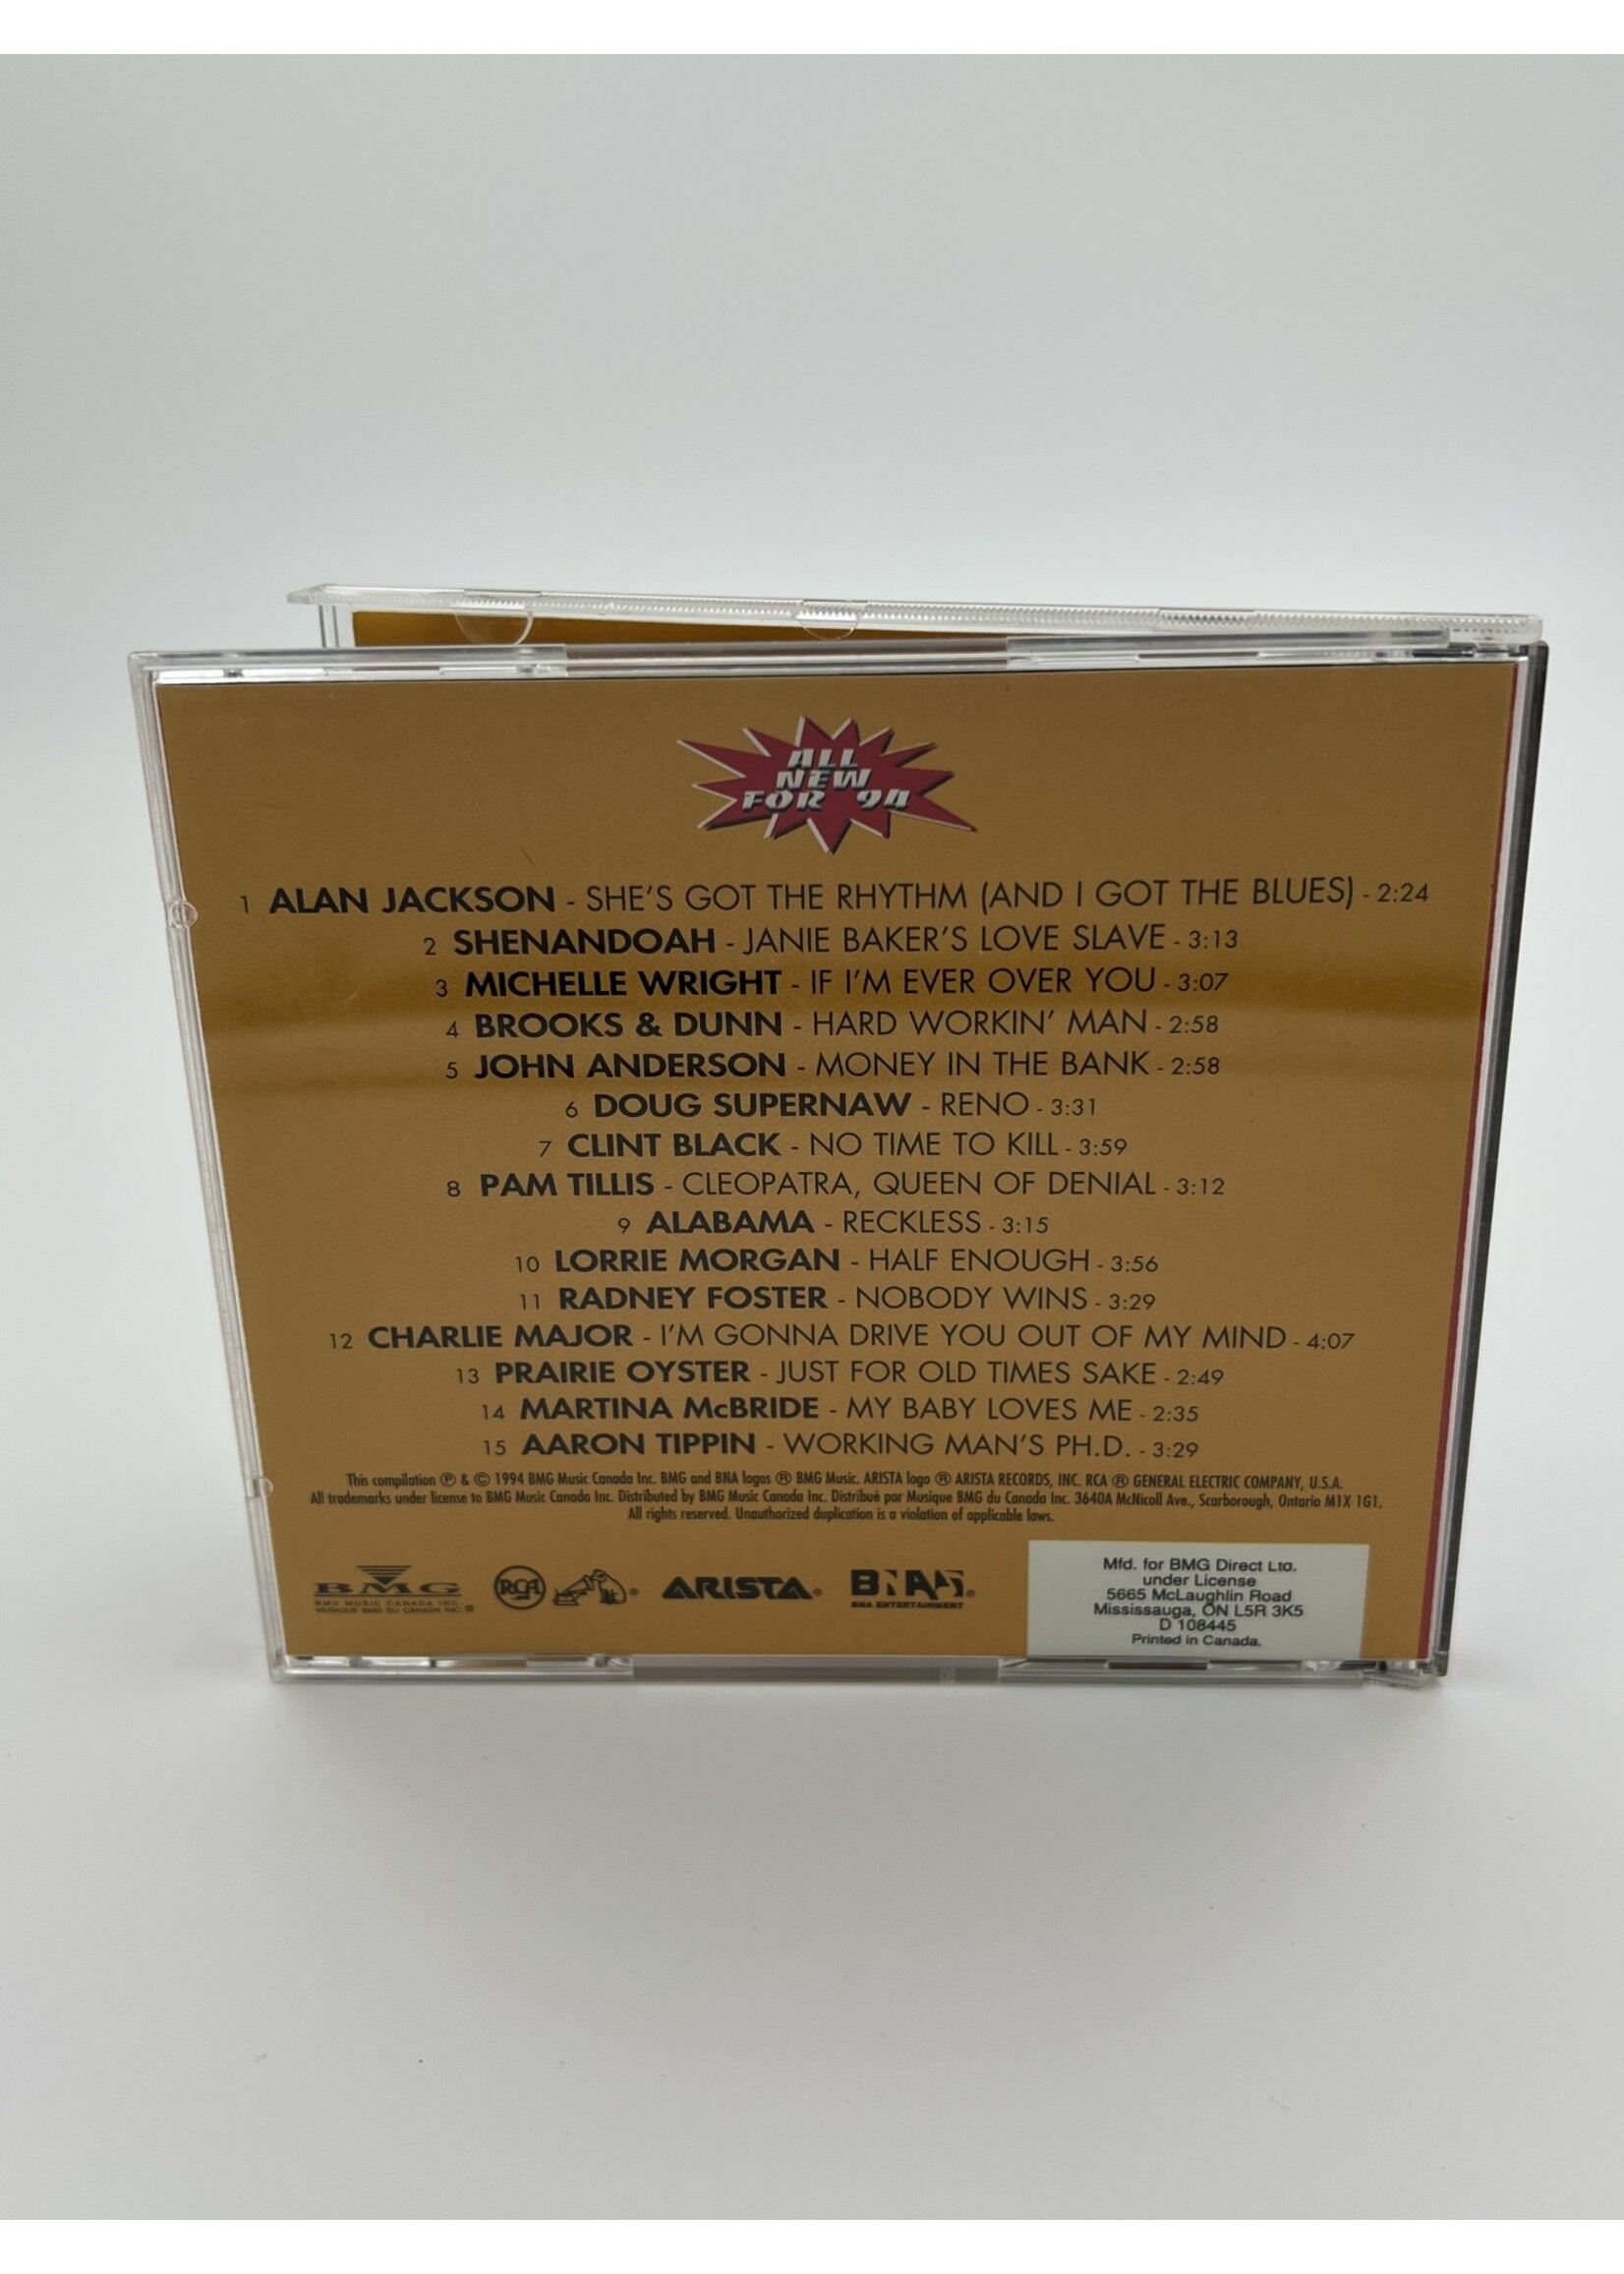 ALL
NEW
FOR '94
1 ALAN JACKSON - SHE'S GOT THE RHYTHM (AND I GOT THE BLUES) - 2:24
2 SHENANDOAH - JANIE BAKER'S LOVE SLAVE - 3:13
3 MICHELLE WRIGHT - IF I'M EVER OVER YOU - 3:07
4 BROOKS & DUNN - HARD WORKIN' MAN - 2:58
5 JOHN ANDERSON - MONEY IN THE BANK - 2:58
6 DOUG SUPERNAW - RENO - 3:31
7 CLINT BLACK - NO TIME TO KILL - 3:59
8 PAM TILLIS - CLEOPATRA, QUEEN OF DENIAL - 3:12
9 ALABAMA - RECKLESS - 3:15
10 LORRIE MORGAN - HALF ENOUGH - 3:56
11 RADNEY FOSTER - NOBODY WINS - 3:29
12 CHARLIE MAJOR - I'M GONNA DRIVE YOU OUT OF MY MIND - 4:07
13 PRAIRIE OYSTER - JUST FOR OLD TIMES SAKE - 2:49
14 MARTINA McBRIDE - MY BABY LOVES ME - 2:35
15 AARON TIPPIN - WORKING MAN'S PH.D. - 3:29
This compilation ℗ & © 1994 BMG Music Canada Inc. BMG and BNA logos ® BMG Music. ARISTA logo ® ARISTA RECORDS, INC. RCA ® GENERAL ELECTRIC COMPANY, U.S.A.
All trademarks under license to BMG Music Canada Inc. Distributed by BMG Music Canada Inc. Distribué par Musique BMG du Canada Inc. 3640A McNicoll Ave., Scarborough, Ontario M1X 1G1.
All rights reserved. Unauthorized duplication is a violation of applicable laws.
BMG
BMG MUSIC CANADA INC.
MUSIQUE BMG DU CANADA INC. ®
RCA ®
ARISTA ®
BNA ®
BNA ENTERTAINMENT
Mfd. for BMG Direct Ltd.
under License
5665 McLaughlin Road
Mississauga, ON L5R 3K5
D 108445
Printed in Canada.